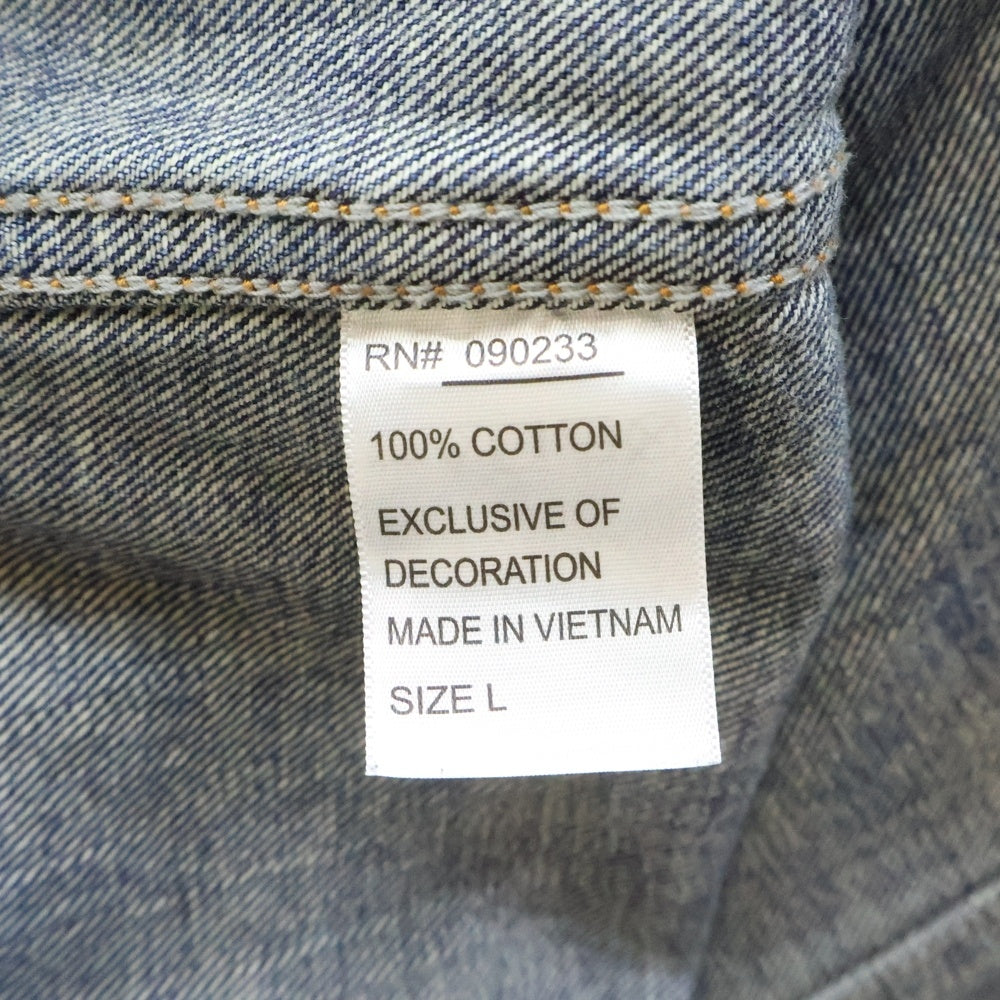 RN# 090233
100% COTTON
EXCLUSIVE OF
DECORATION
MADE IN VIETNAM
SIZE L